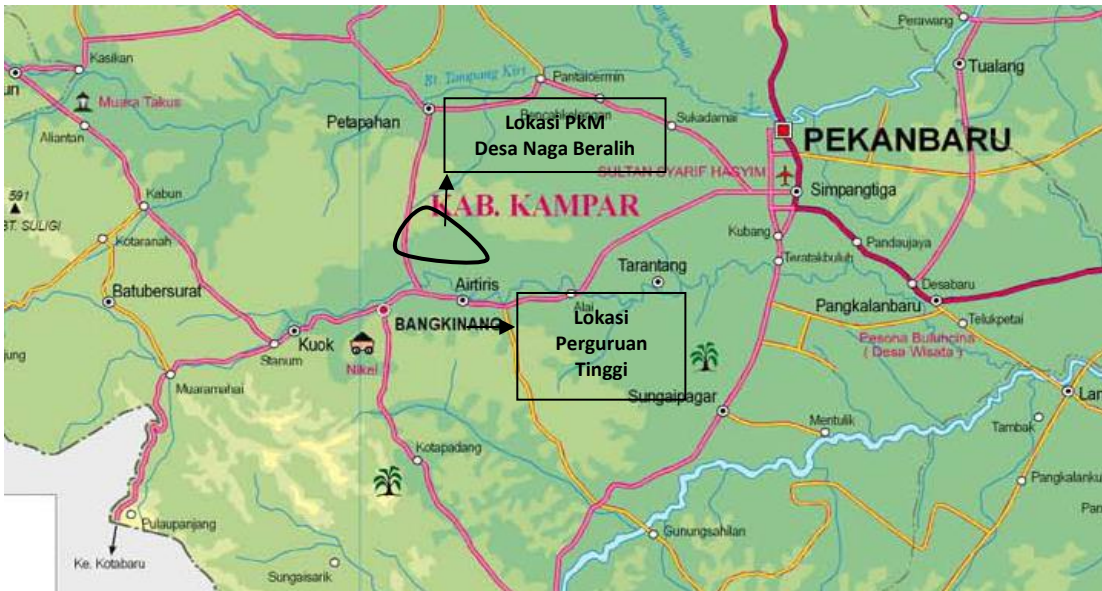 Perawang
Kasikan
Tualang
Muara Takus
Bt. Tampang Kiri
Pantaicermin
Petapahan
Lokasi PkM
Desa Naga Beralih
Sukadamai
PEKANBARU
Aliantan
SULTAN SYARIF HASYIM
591
BT. SULIGI
Kabun
KAB. KAMPAR
Simpangtiga
Kotaranah
Kubang
Pandaujaya
Teratakbuluh
Tarantang
Desabaru
Batubersurat
Airtiris
Alai
Pangkalanbaru
BANGKINANG
Lokasi
Perguruan
Tinggi
Telukpetai
Kuok
Pesona Buluhcina
( Desa Wisata )
Stanum
Nikel
Muaramahai
Sungaipagar
Mentulik
Tambak
Kotapadang
Pulaupanjang
Gunungsahilan
Ke. Kotabaru
Sungaisarik